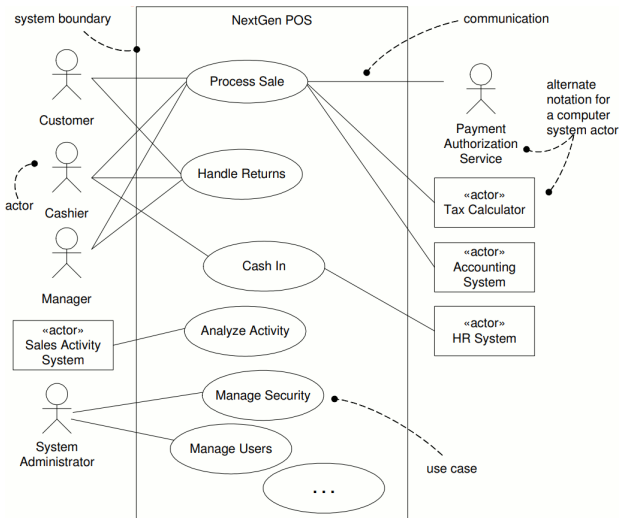 system boundary
NextGen POS
communication
Customer
Process Sale
alternate
notation for
a computer
system actor
Payment
Authorization
Service
Handle Returns
actor
Cashier
«actor»
Tax Calculator
Manager
Cash In
«actor»
Accounting
System
«actor»
Sales Activity
System
Analyze Activity
«actor»
HR System
Manage Security
System
Administrator
Manage Users
use case
. . .